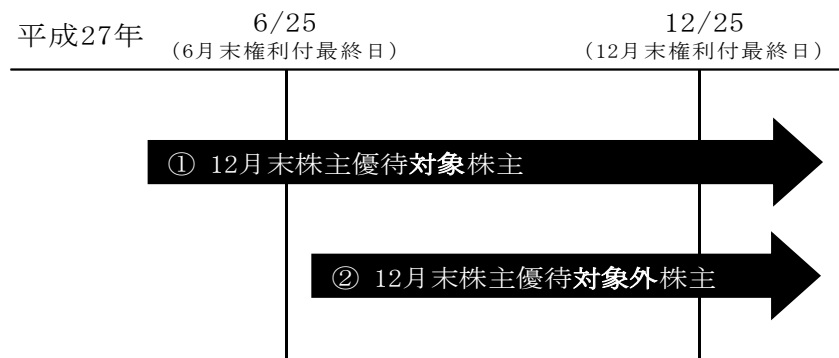 平成27年
6/25
(6月末権利付最終日)
12/25
(12月末権利付最終日)
① 12月末株主優待対象株主
② 12月末株主優待対象外株主